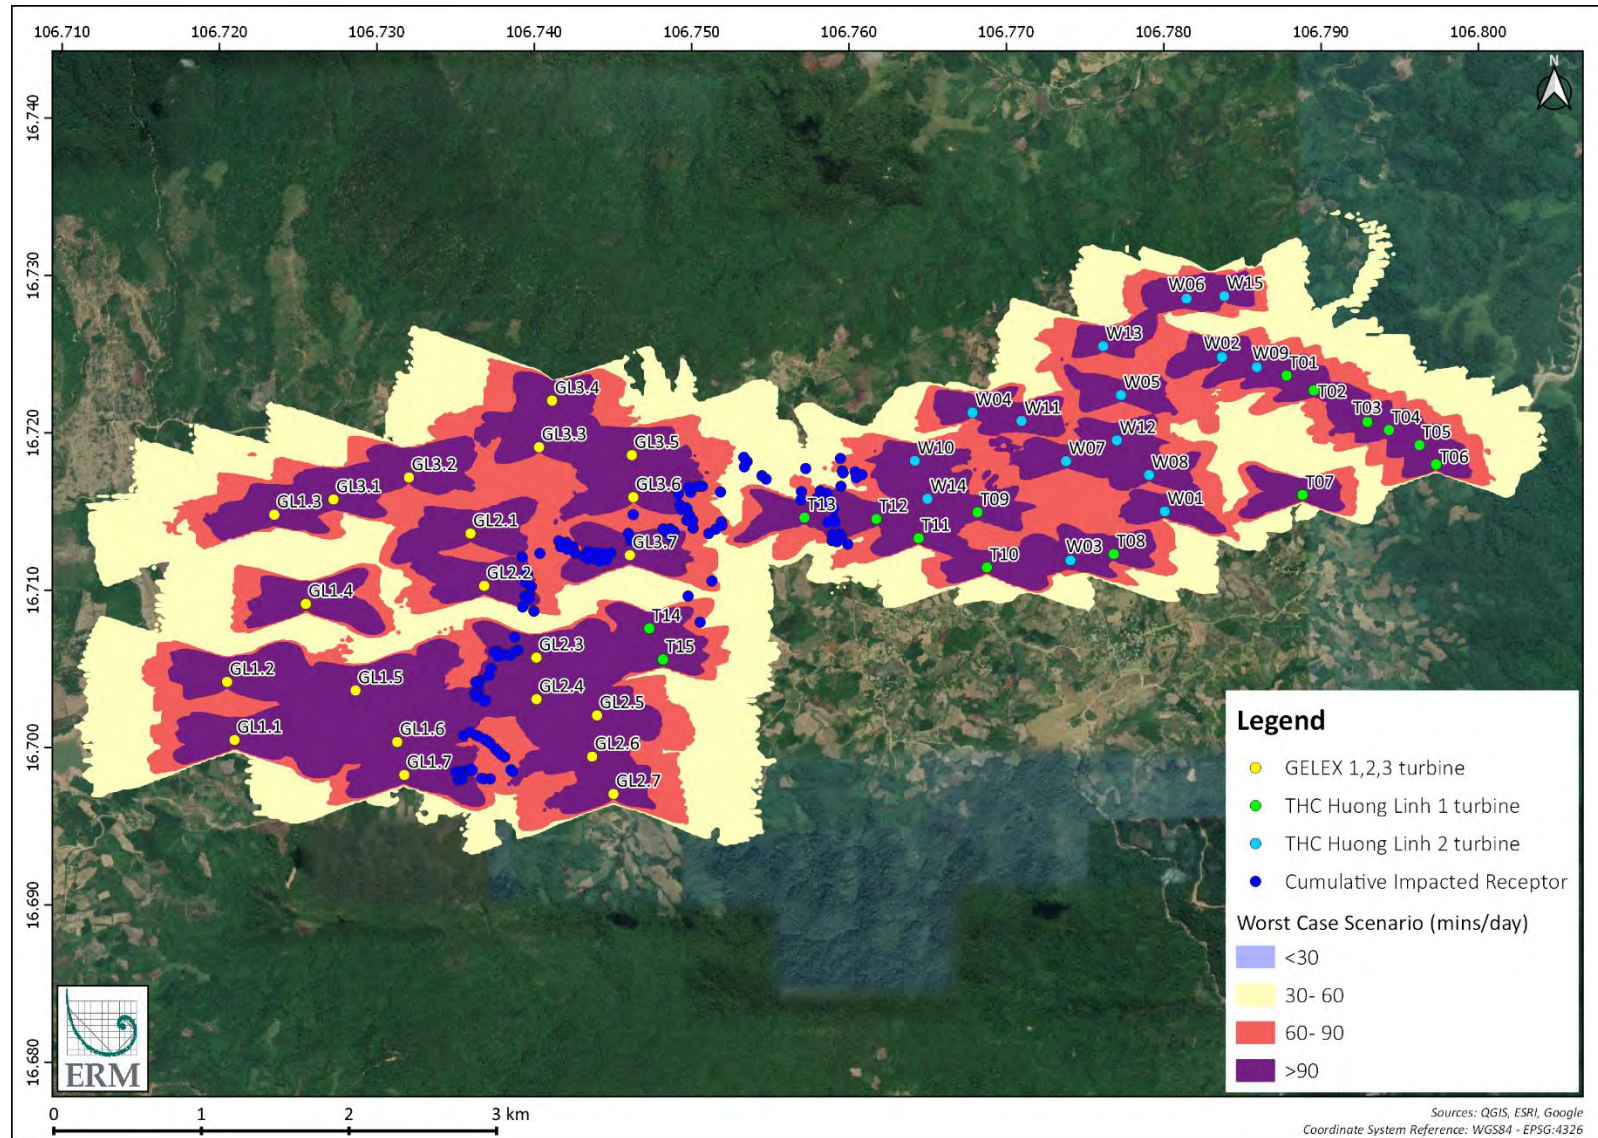 106.710 106.720 106.730 106.740 106.750 106.760 106.770 106.780 106.790 106.800
N
16.740
16.730
16.720
16.710
16.700
16.690
16.680
W06 W15
W13
W02
W09
T01
T02
W05
T03
T04
T05
T06
W04
W11
W12
W07
W08
W10
W14
W01
T07
T09
T13
T12
T11
T10
W03
T08
GL3.4
GL3.3
GL3.5
GL3.2
GL3.6
GL3.1
GL1.3
GL2.1
GL3.7
GL2.2
GL1.4
T14
T15
GL2.3
GL1.2
GL1.5
GL2.4
GL2.5
GL1.1
GL1.6
GL2.6
GL1.7
GL2.7
Legend
GELEX 1,2,3 turbine
THC Huong Linh 1 turbine
THC Huong Linh 2 turbine
Cumulative Impacted Receptor
Worst Case Scenario (mins/day)
<30
30- 60
60- 90
>90
ERM
0 1 2 3 km
Sources: QGIS, ESRI, Google
Coordinate System Reference: WGS84 - EPSG:4326